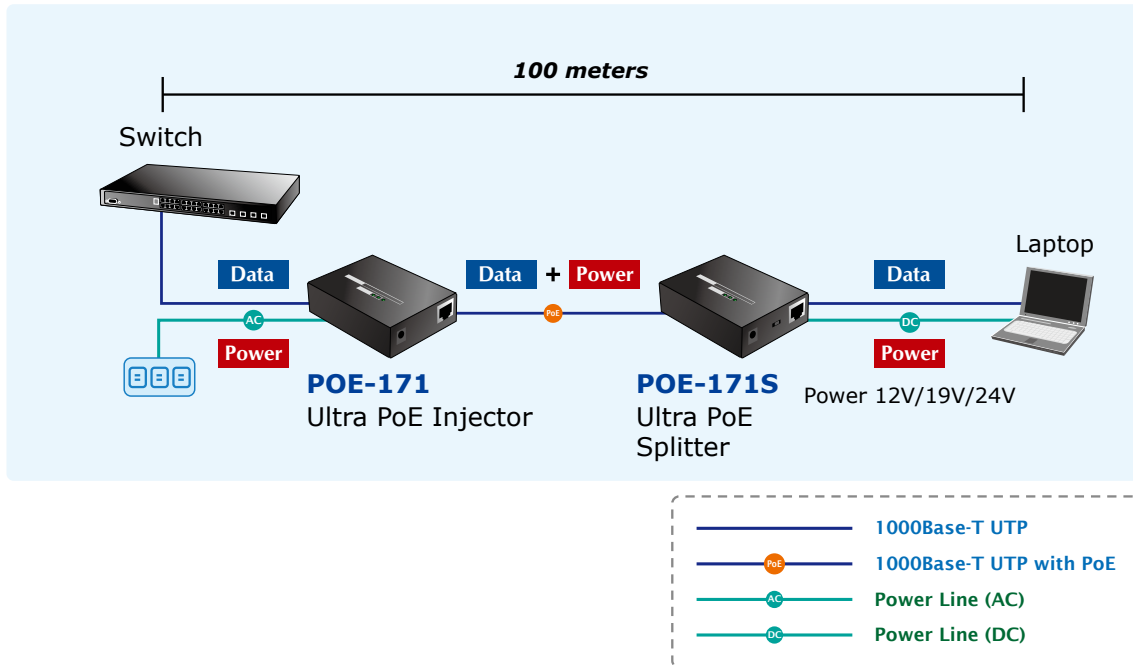 100 meters
Switch
Laptop
Data
Data + Power
Data
AC
PoE
DC
Power
Power
POE-171
Ultra PoE Injector
POE-171S
Ultra PoE
Splitter
Power 12V/19V/24V
1000Base-T UTP
PoE
1000Base-T UTP with PoE
AC
Power Line (AC)
DC
Power Line (DC)